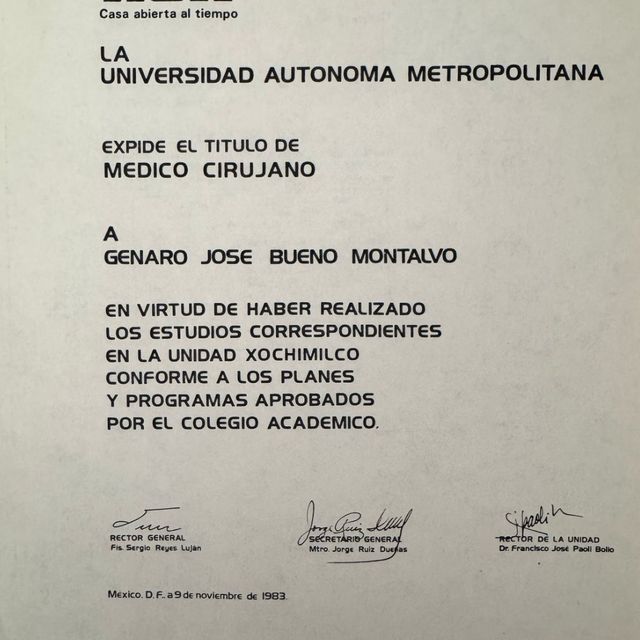 Casa abierta al tiempo
LA
UNIVERSIDAD AUTONOMA METROPOLITANA
EXPIDE EL TITULO DE
MEDICO CIRUJANO
A
GENARO JOSE BUENO MONTALVO
EN VIRTUD DE HABER REALIZADO
LOS ESTUDIOS CORRESPONDIENTES
EN LA UNIDAD XOCHIMILCO
CONFORME A LOS PLANES
Y PROGRAMAS APROBADOS
POR EL COLEGIO ACADEMICO.
RECTOR GENERAL
Fis. Sergio Reyes Luján
SECRETARIO GENERAL
Mtro. Jorge Ruiz Dueñas
RECTOR DE LA UNIDAD
Dr. Francisco José Paoli Bolio
México. D. F., a 9 de noviembre de 1983.